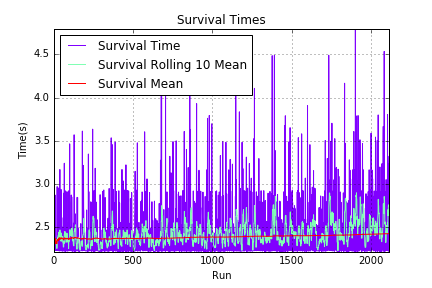 Survival Times
Survival Time
Survival Rolling 10 Mean
Survival Mean
4.5
4.0
3.5
3.0
2.5
Time(s)
0
500
1000
1500
2000
Run